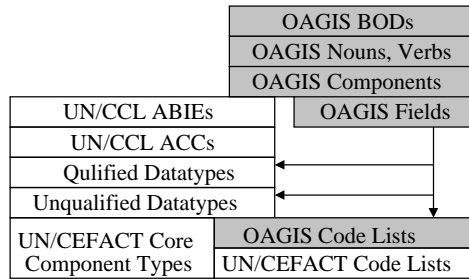 OAGIS BODs
OAGIS Nouns, Verbs
OAGIS Components
UN/CCL ABIEs
OAGIS Fields
UN/CCL ACCs
Qulified Datatypes
Unqualified Datatypes
UN/CEFACT Core
Component Types
OAGIS Code Lists
UN/CEFACT Code Lists